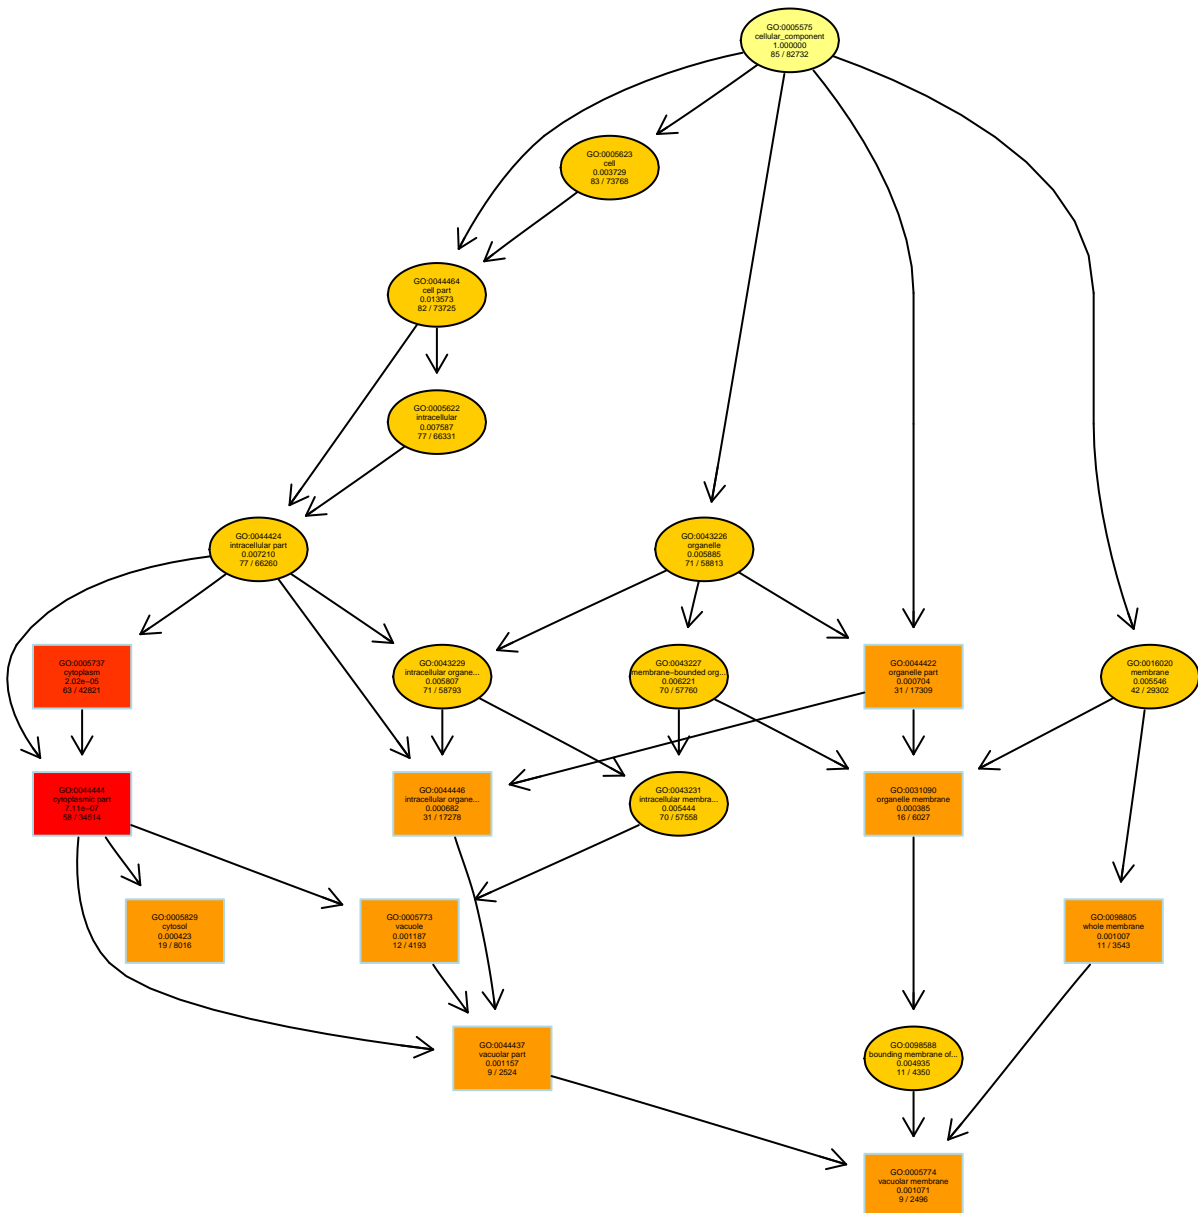 GO:0005575
cellular_component
1.000000
85 / 82732
GO:0005623
cell
0.003729
83 / 73768
GO:0044464
cell part
0.013573
82 / 73725
GO:0005622
intracellular
0.007587
77 / 66331
GO:0044424
intracellular part
0.007210
77 / 66260
GO:0043226
organelle
0.005885
71 / 58813
GO:0005737
cytoplasm
2.02e−05
63 / 42821
GO:0043229
intracellular organe...
0.005807
71 / 58793
GO:0043227
membrane−bounded org...
0.006221
70 / 57760
GO:0044422
organelle part
0.000704
31 / 17309
GO:0016020
membrane
0.005546
42 / 29302
GO:0044444
cytoplasmic part
7.11e−07
58 / 34514
GO:0044446
intracellular organe...
0.000682
31 / 17278
GO:0043231
intracellular membra...
0.005444
70 / 57558
GO:0031090
organelle membrane
0.000385
16 / 6027
GO:0005829
cytosol
0.000423
19 / 8016
GO:0005773
vacuole
0.001187
12 / 4193
GO:0098805
whole membrane
0.001007
11 / 3543
GO:0044437
vacuolar part
0.001157
9 / 2524
GO:0098588
bounding membrane of...
0.004935
11 / 4350
GO:0005774
vacuolar membrane
0.001071
9 / 2496